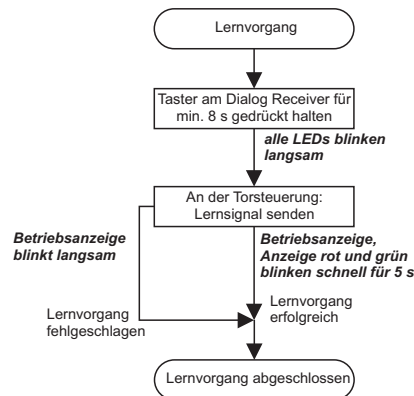 Lernvorgang
Taster am Dialog Receiver für
min. 8 s gedrückt halten
alle LEDs blinken
langsam
An der Torsteuerung:
Lernsignal senden
Betriebsanzeige
blinkt langsam
Betriebsanzeige,
Anzeige rot und grün
blinken schnell für 5 s
Lernvorgang
fehlgeschlagen
Lernvorgang
erfolgreich
Lernvorgang abgeschlossen